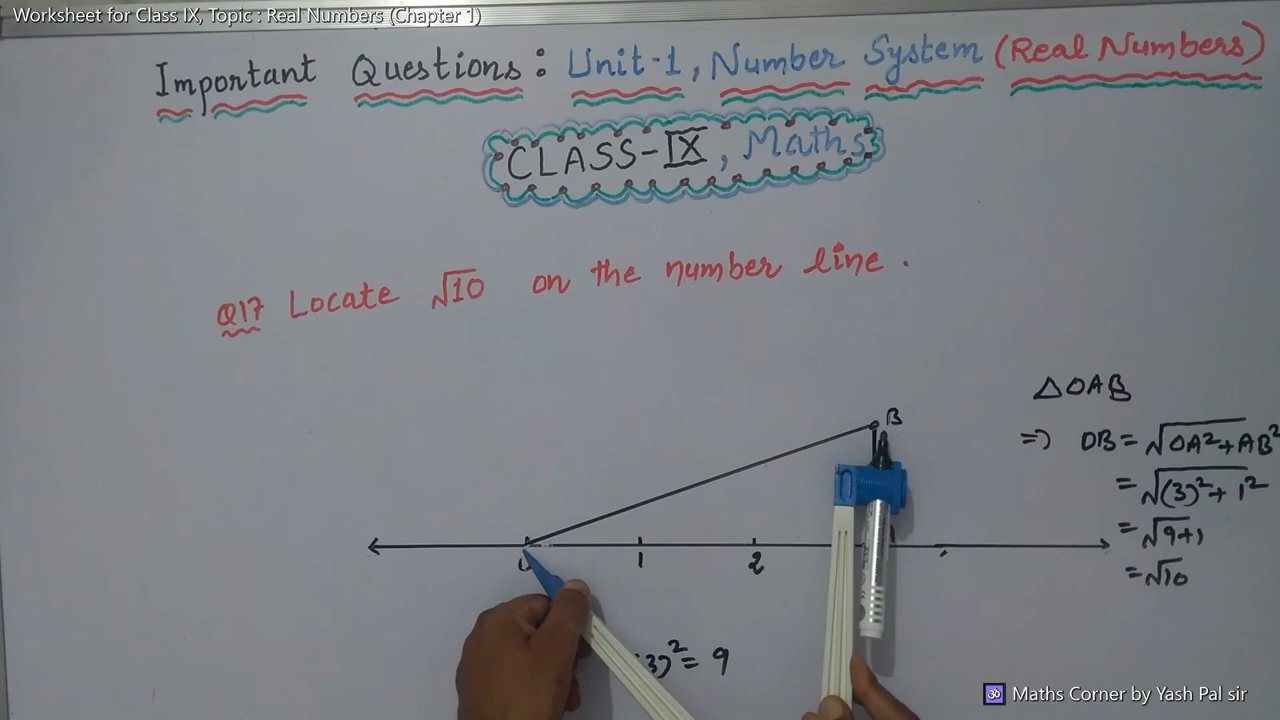 Worksheet for Class IX, Topic : Real Numbers (Chapter 1)
Important Questions: Unit-1, Number System (Real Numbers)
CLASS-IX, Maths
Q17 Locate √10 on the number line.
B
1 2
△OAB
=> OB = √OA²+AB²
= √(3)²+1²
= √9+1
= √10
3)² = 9
ॐ Maths Corner by Yash Pal sir